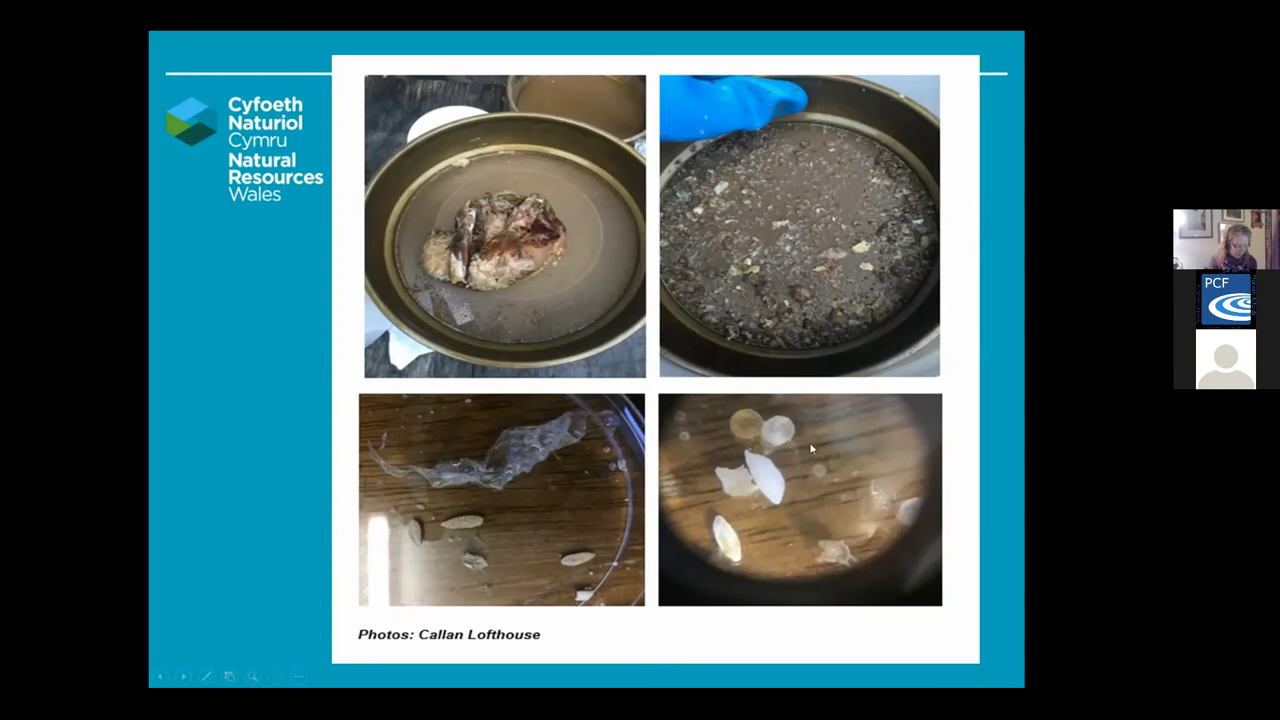 Cyfoeth
Naturiol
Cymru
Natural
Resources
Wales
PCF
Photos: Callan Lofthouse